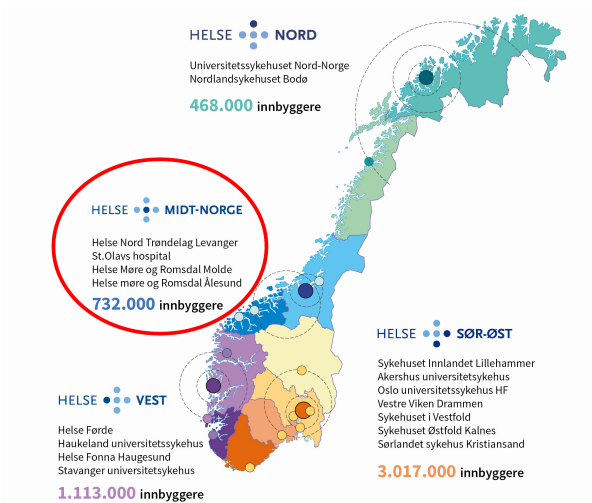 HELSE NORD
Universitetssykehuset Nord-Norge
Nordlandsykehuset Bodø
468.000 innbyggere
HELSE MIDT-NORGE
Helse Nord Trøndelag Levanger
St.Olavs hospital
Helse Møre og Romsdal Molde
Helse møre og Romsdal Ålesund
732.000 innbyggere
HELSE SØR-ØST
Sykehuset Innlandet Lillehammer
Akershus universitetsykehus
Oslo universitetssykehus HF
Vestre Viken Drammen
Sykehuset i Vestfold
Sykehuset Østfold Kalnes
Sørlandet sykehus Kristiansand
3.017.000 innbyggere
HELSE VEST
Helse Førde
Haukeland universitetssykehus
Helse Fonna Haugesund
Stavanger universitetsykehus
1.113.000 innbyggere